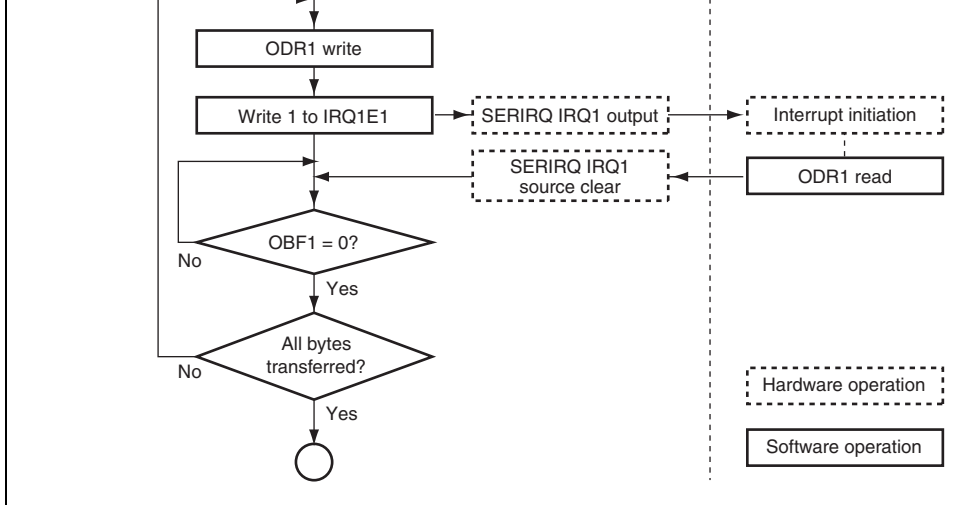 ODR1 write
Write 1 to IRQ1E1
SERIRQ IRQ1 output
Interrupt initiation
SERIRQ IRQ1
source clear
ODR1 read
OBF1 = 0?
No
Yes
All bytes
transferred?
No
Yes
Hardware operation
Software operation